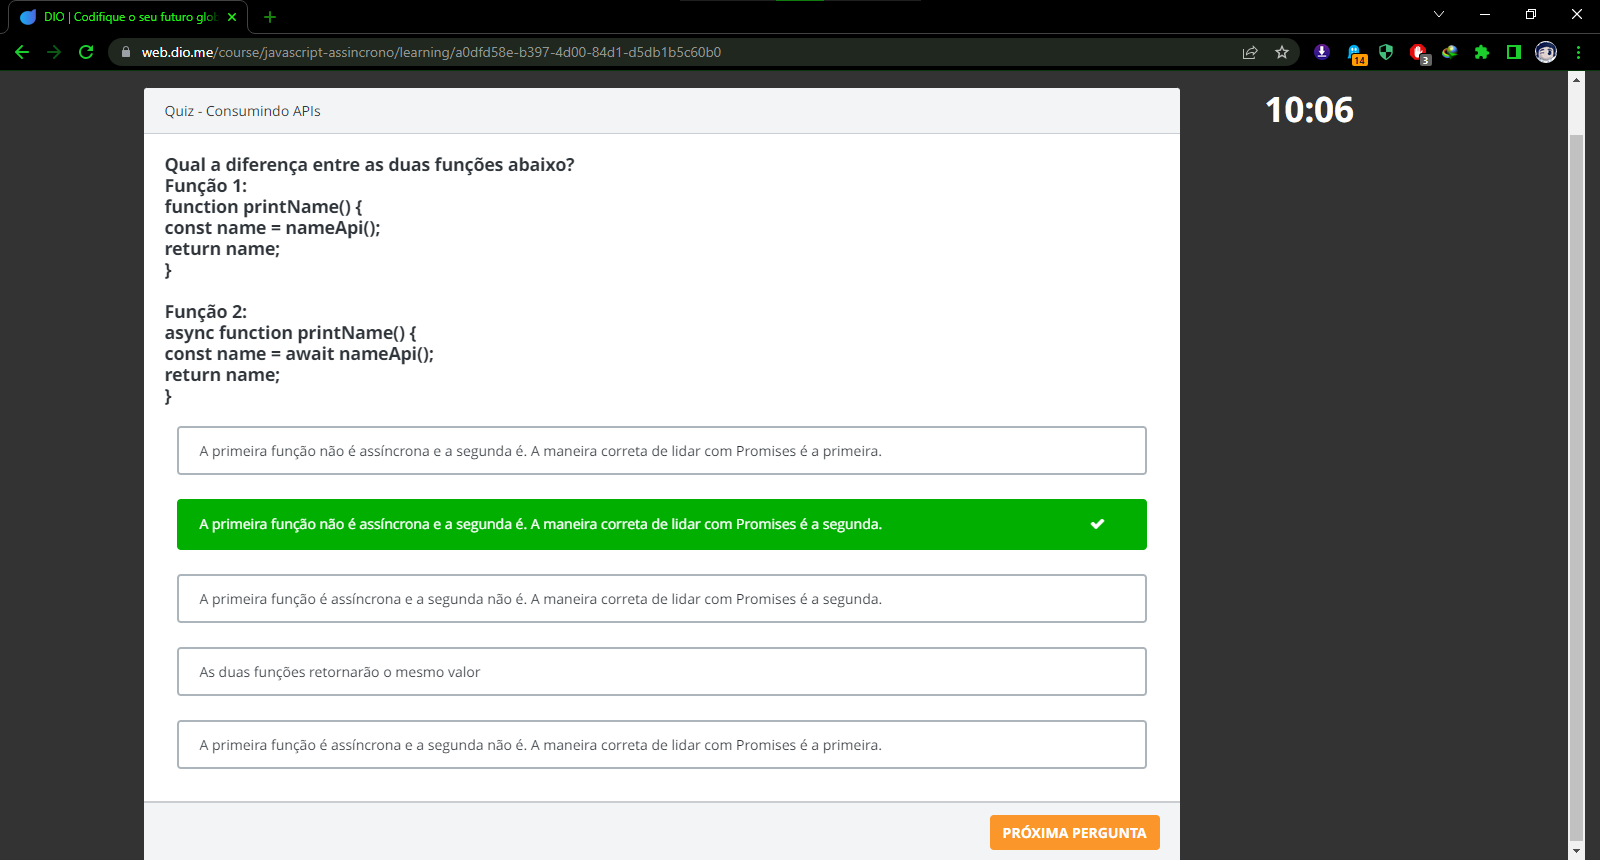 DIO | Codifique o seu futuro glob
web.dio.me/course/javascript-assincrono/learning/a0dfd58e-b397-4d00-84d1-d5db1b5c60b0
14
3
Quiz - Consumindo APIs
10:06
Qual a diferença entre as duas funções abaixo?
Função 1:
function printName() {
const name = nameApi();
return name;
}
Função 2:
async function printName() {
const name = await nameApi();
return name;
}
A primeira função não é assíncrona e a segunda é. A maneira correta de lidar com Promises é a primeira.
A primeira função não é assíncrona e a segunda é. A maneira correta de lidar com Promises é a segunda.
A primeira função é assíncrona e a segunda não é. A maneira correta de lidar com Promises é a segunda.
As duas funções retornarão o mesmo valor
A primeira função é assíncrona e a segunda não é. A maneira correta de lidar com Promises é a primeira.
PRÓXIMA PERGUNTA